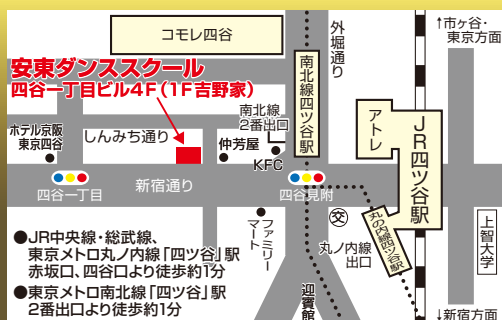 コモレ四谷
外堀通り
↑市ヶ谷・
東京方面
安東ダンススクール
四谷一丁目ビル4F(1F吉野家)
南北線四ツ谷駅
アトレ
JR四ツ谷駅
南北線
2番出口
ホテル京阪
東京四谷
しんみち通り
仲芳屋
KFC
四谷一丁目
新宿通り
四谷見附
交
ファミリーマート
丸ノ内線
出口
丸の内線四ツ谷駅
上智大学
迎賓館
↓新宿方面
●JR中央線・総武線、
東京メトロ丸ノ内線「四ツ谷」駅
赤坂口、四谷口より徒歩約1分
●東京メトロ南北線「四ツ谷」駅
2番出口より徒歩約1分